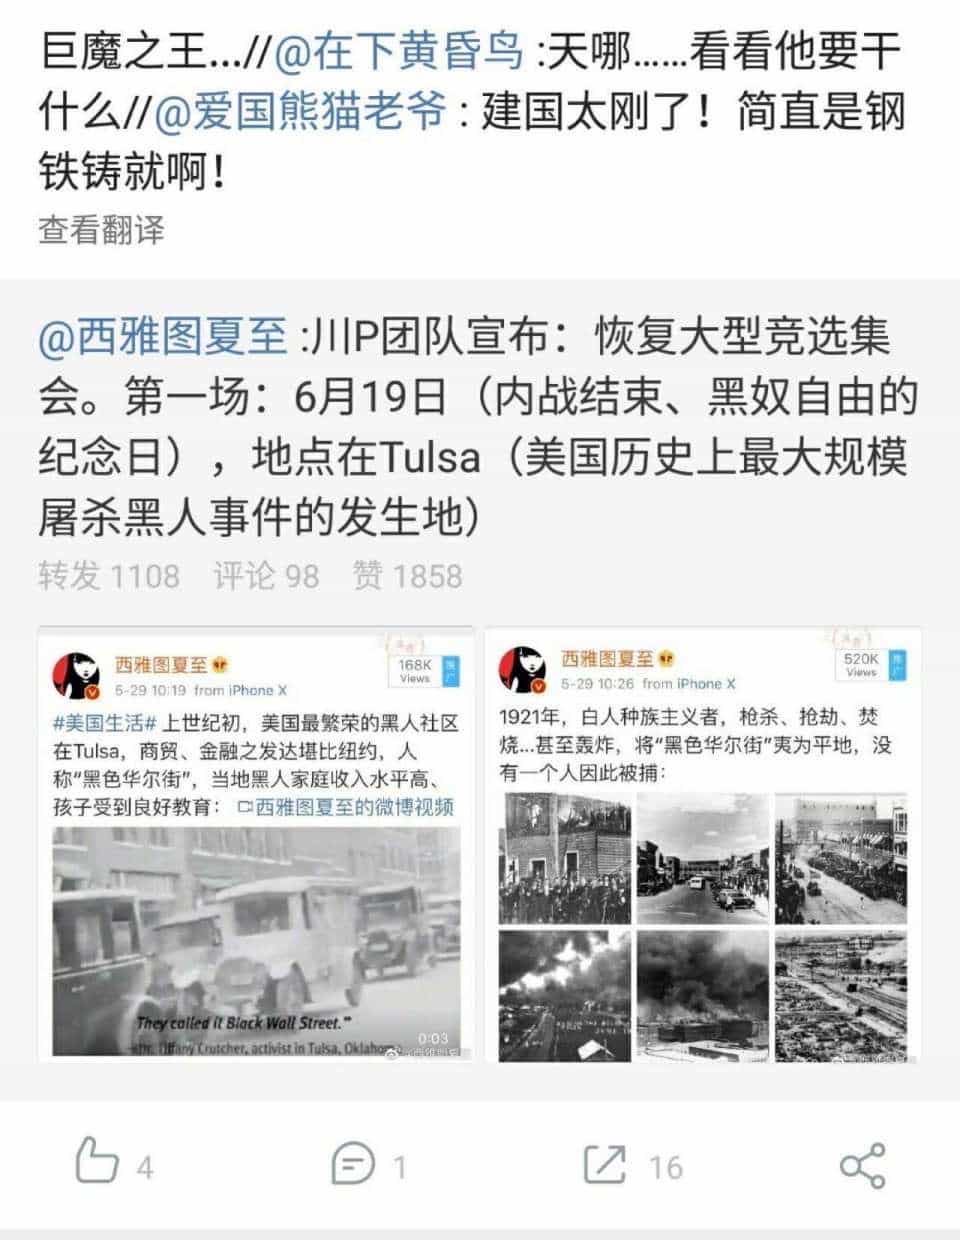 巨魔之王...//@在下黄昏鸟 :天哪......看看他要干
什么//@爱国熊猫老爷：建国太刚了！简直是钢
铁铸就啊！
查看翻译
@西雅图夏至 :川P团队宣布：恢复大型竞选集
会。第一场：6月19日（内战结束、黑奴自由的
纪念日），地点在Tulsa（美国历史上最大规模
屠杀黑人事件的发生地）
转发 1108 评论 98 赞 1858
西雅图夏至
168K
Views
推广
5-29 10:19 from iPhone X
#美国生活# 上世纪初，美国最繁荣的黑人社区
在Tulsa，商贸、金融之发达堪比纽约，人
称“黑色华尔街”，当地黑人家庭收入水平高、
孩子受到良好教育： 西雅图夏至的微博视频
They called it Black Wall Street.”
Tiffany Crutcher, activist in Tulsa, Oklahoma
0:03
西雅图夏至
520K
Views
推广
5-29 10:26 from iPhone X
1921年，白人种族主义者，枪杀、抢劫、焚
烧...甚至轰炸，将“黑色华尔街”夷为平地，没
有一个人因此被捕：
4
1
16